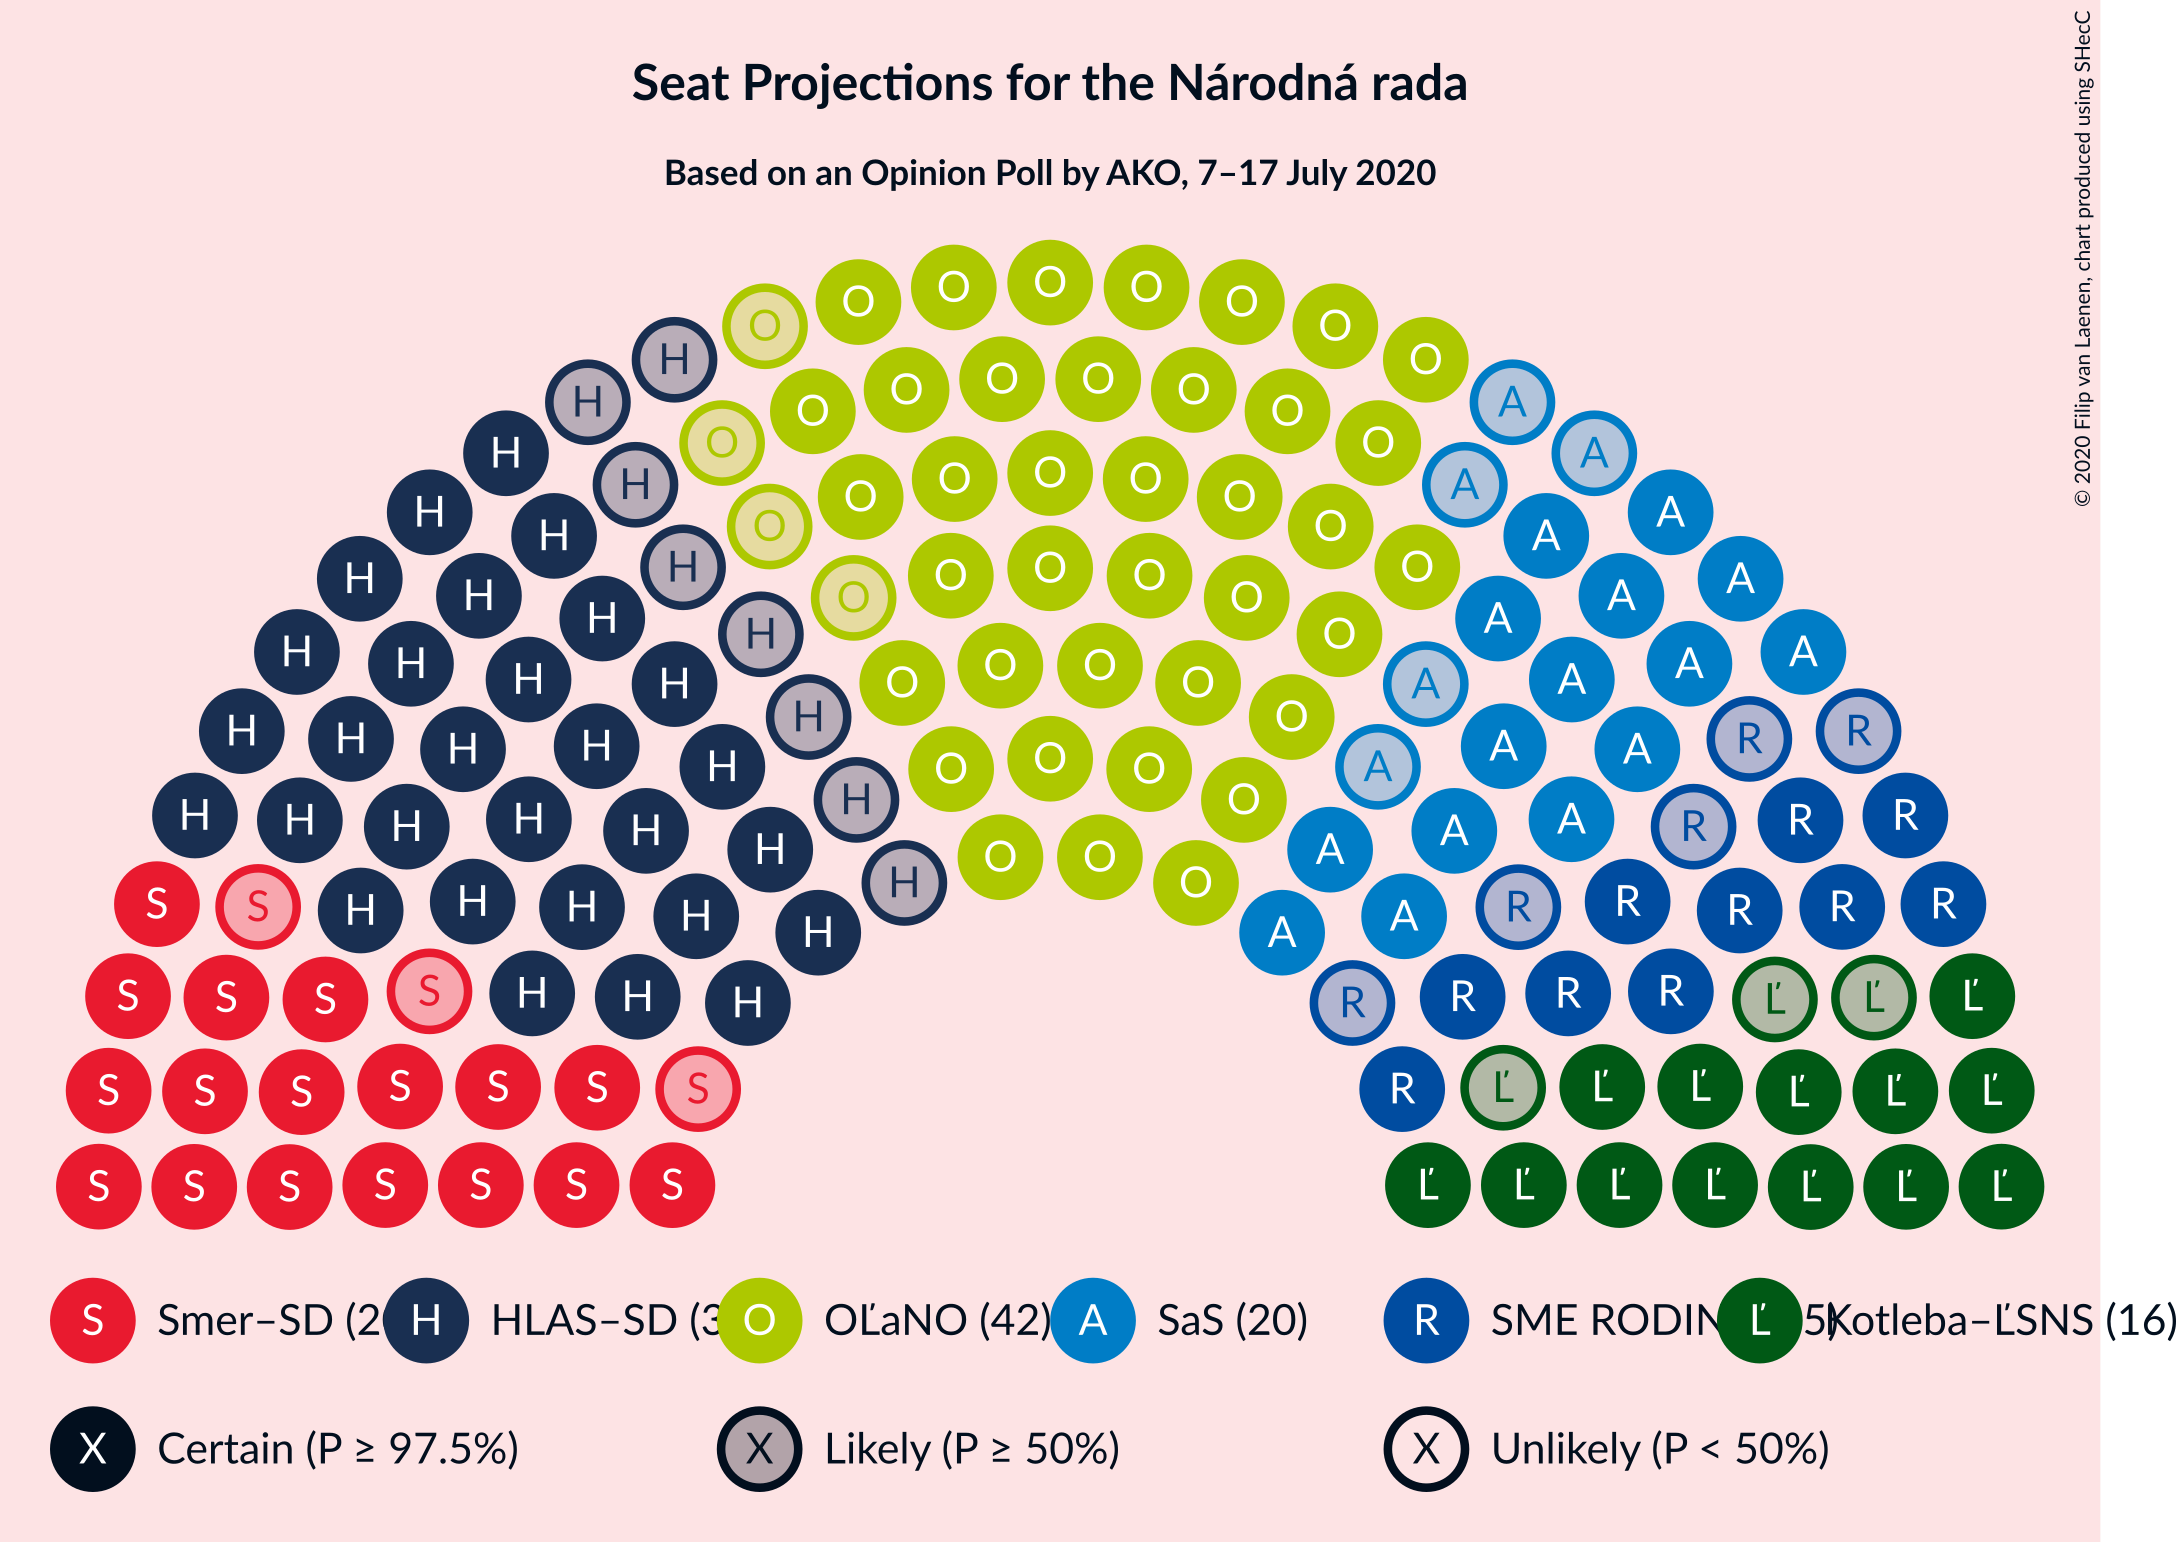 Seat Projections for the Národná rada
Based on an Opinion Poll by AKO, 7–17 July 2020
© 2020 Filip van Laenen, chart produced using SHecC
O O O O O O O O
H H O O O O O O O O A A
H H O O O O O O O O A A
H H O O O O O O O A A
H H O O O O O A A
H H H O O O O A A A
H H H O O O O A A A
H H H O O O O A A R R
H H H H O O O A A R R
H H H H H O O O A A R R R
S S H H H H H A A R R R R R
S S S S H H H R R R R Ľ Ľ Ľ
S S S S S S S R Ľ Ľ Ľ Ľ Ľ Ľ
S S S S S S S Ľ Ľ Ľ Ľ Ľ Ľ Ľ
S Smer–SD (2 H HLAS–SD (3 O OĽaNO (42) A SaS (20) R SME RODIN Ľ 5) Kotleba–ĽSNS (16)
X Certain (P ≥ 97.5%) X Likely (P ≥ 50%) X Unlikely (P < 50%)